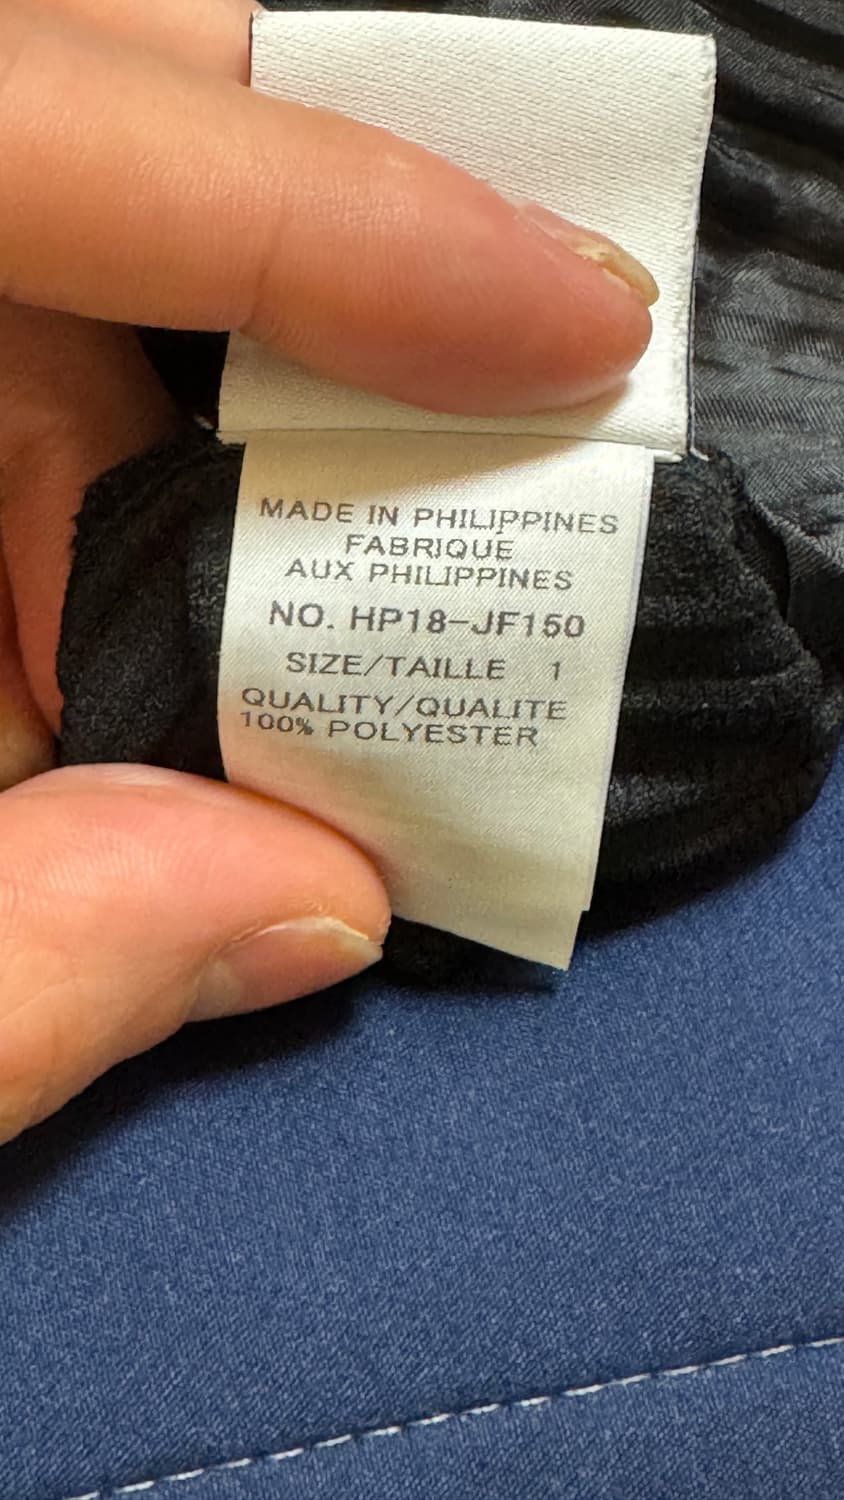 MADE IN PHILIPPINES
FABRIQUE
AUX PHILIPPINES
NO. HP18-JF150
SIZE/TAILLE 1
QUALITY/QUALITE
100% POLYESTER